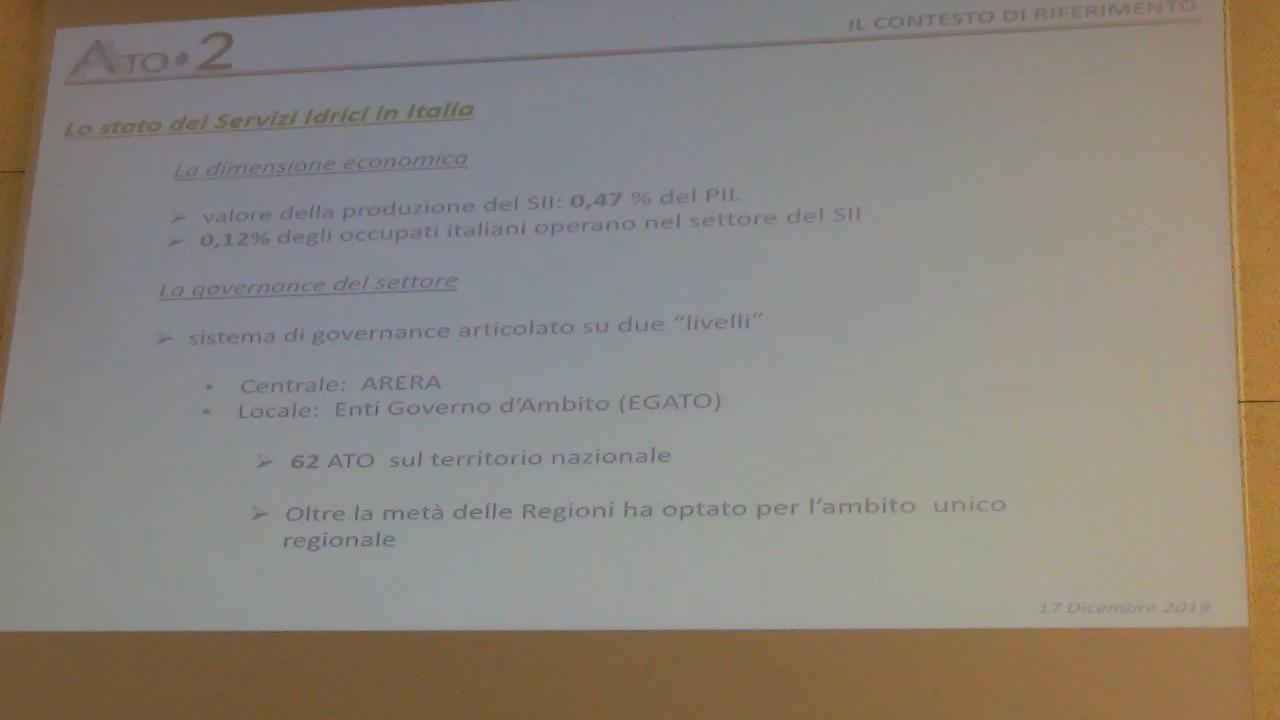 ATO•2
IL CONTESTO DI RIFERIMENTO
Lo stato dei Servizi Idrici in Italia
La dimensione economica
➢ valore della produzione del SII: 0,47 % del PIL
➢ 0,12% degli occupati italiani operano nel settore del SII
La governance del settore
➢ sistema di governance articolato su due “livelli”
• Centrale: ARERA
• Locale: Enti Governo d’Ambito (EGATO)
➢ 62 ATO sul territorio nazionale
➢ Oltre la metà delle Regioni ha optato per l’ambito unico
regionale
17 Dicembre 2019